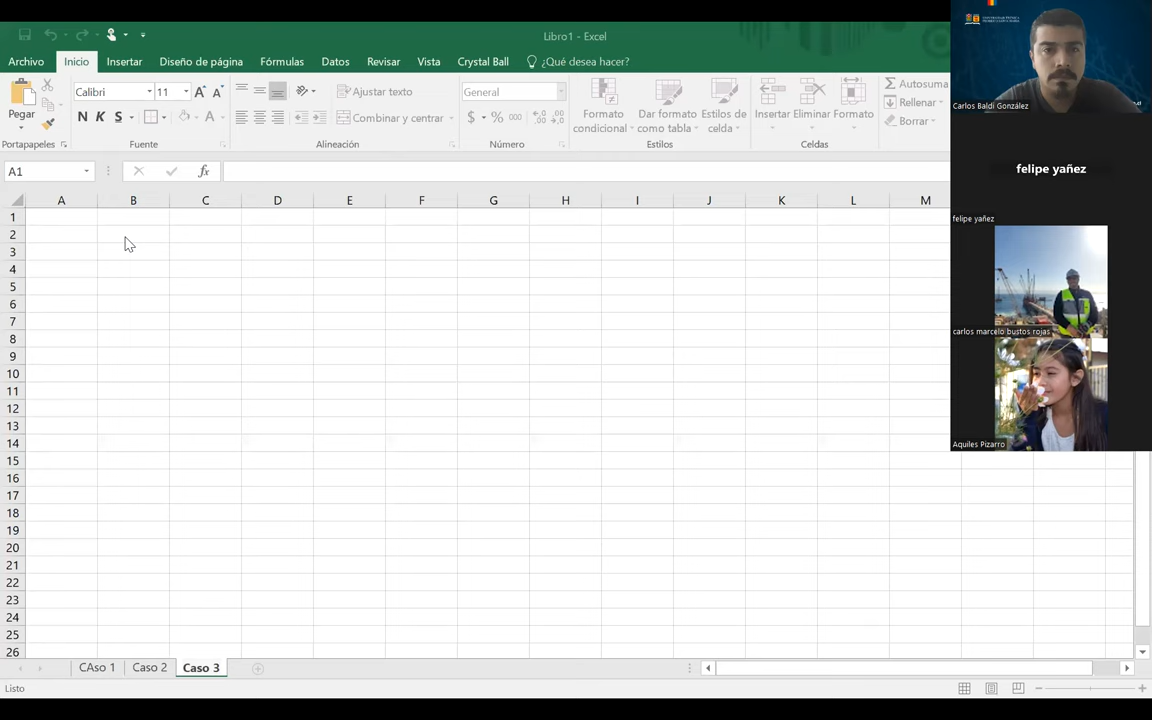 Libro1 - Excel
Archivo
Inicio
Insertar
Diseño de página
Fórmulas
Datos
Revisar
Vista
Crystal Ball
¿Qué desea hacer?
Pegar
Portapapeles
Calibri
11
N K S
Fuente
Ajustar texto
Combinar y centrar
Alineación
General
$ % 000
Número
Formato condicional
Dar formato como tabla
Estilos de celda
Estilos
Insertar
Eliminar
Formato
Celdas
Autosuma
Rellenar
Borrar
A1
fx
A B C D E F G H I J K L M
1
2
3
4
5
6
7
8
9
10
11
12
13
14
15
16
17
18
19
20
21
22
23
24
25
26
CAso 1
Caso 2
Caso 3
Listo
Carlos Baldi González
felipe yañez
felipe yañez
carlos marcelo bustos rojas
Aquiles Pizarro